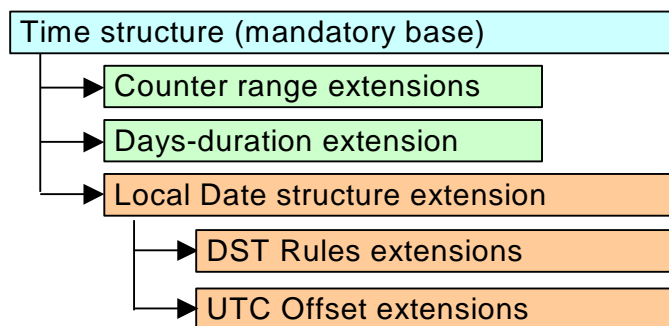 Time structure (mandatory base)
Counter range extensions
Days-duration extension
Local Date structure extension
DST Rules extensions
UTC Offset extensions